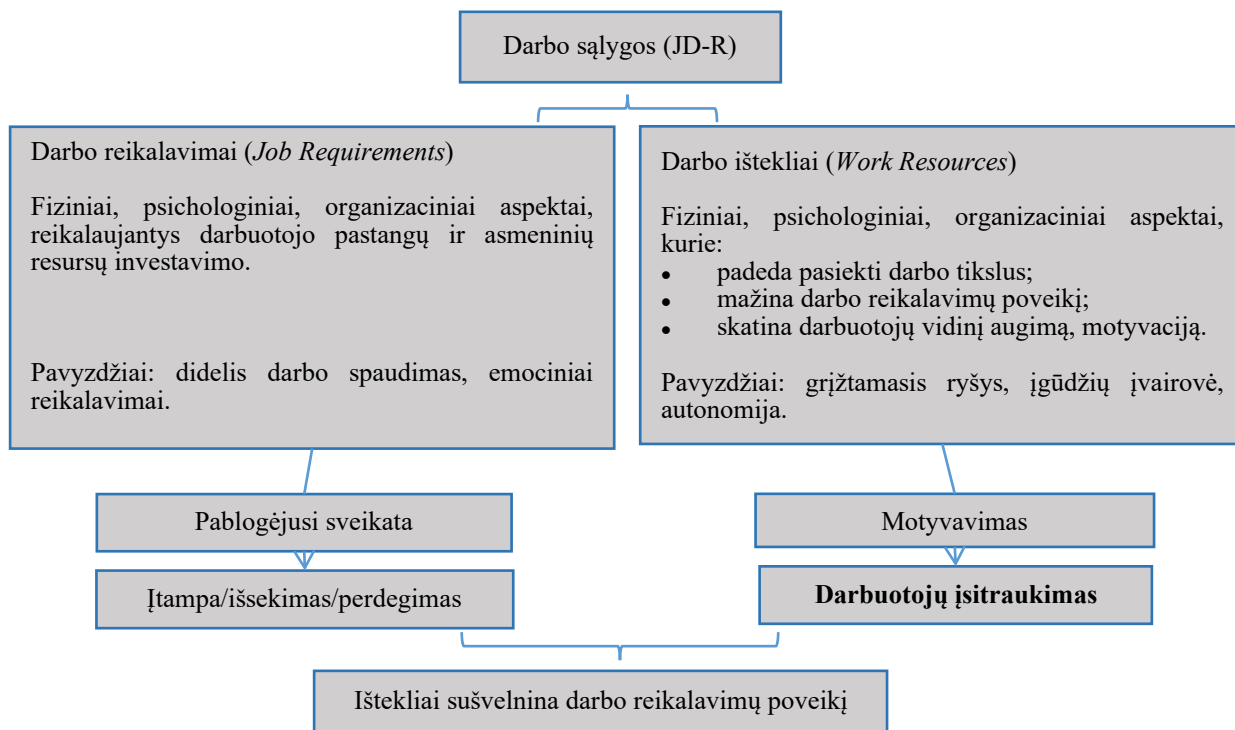 Darbo sąlygos (JD-R)
Darbo reikalavimai (Job Requirements)
Fiziniai, psichologiniai, organizaciniai aspektai,
reikalaujantys darbuotojo pastangų ir asmeninių
resursų investavimo.
Pavyzdžiai: didelis darbo spaudimas, emociniai
reikalavimai.
Darbo ištekliai (Work Resources)
Fiziniai, psichologiniai, organizaciniai aspektai,
kurie:
• padeda pasiekti darbo tikslus;
• mažina darbo reikalavimų poveikį;
• skatina darbuotojų vidinį augimą, motyvaciją.
Pavyzdžiai: grįžtamasis ryšys, įgūdžių įvairovė,
autonomija.
Pablogėjusi sveikata
Motyvavimas
Įtampa/išsekimas/perdegimas
Darbuotojų įsitraukimas
Ištekliai sušvelnina darbo reikalavimų poveikį